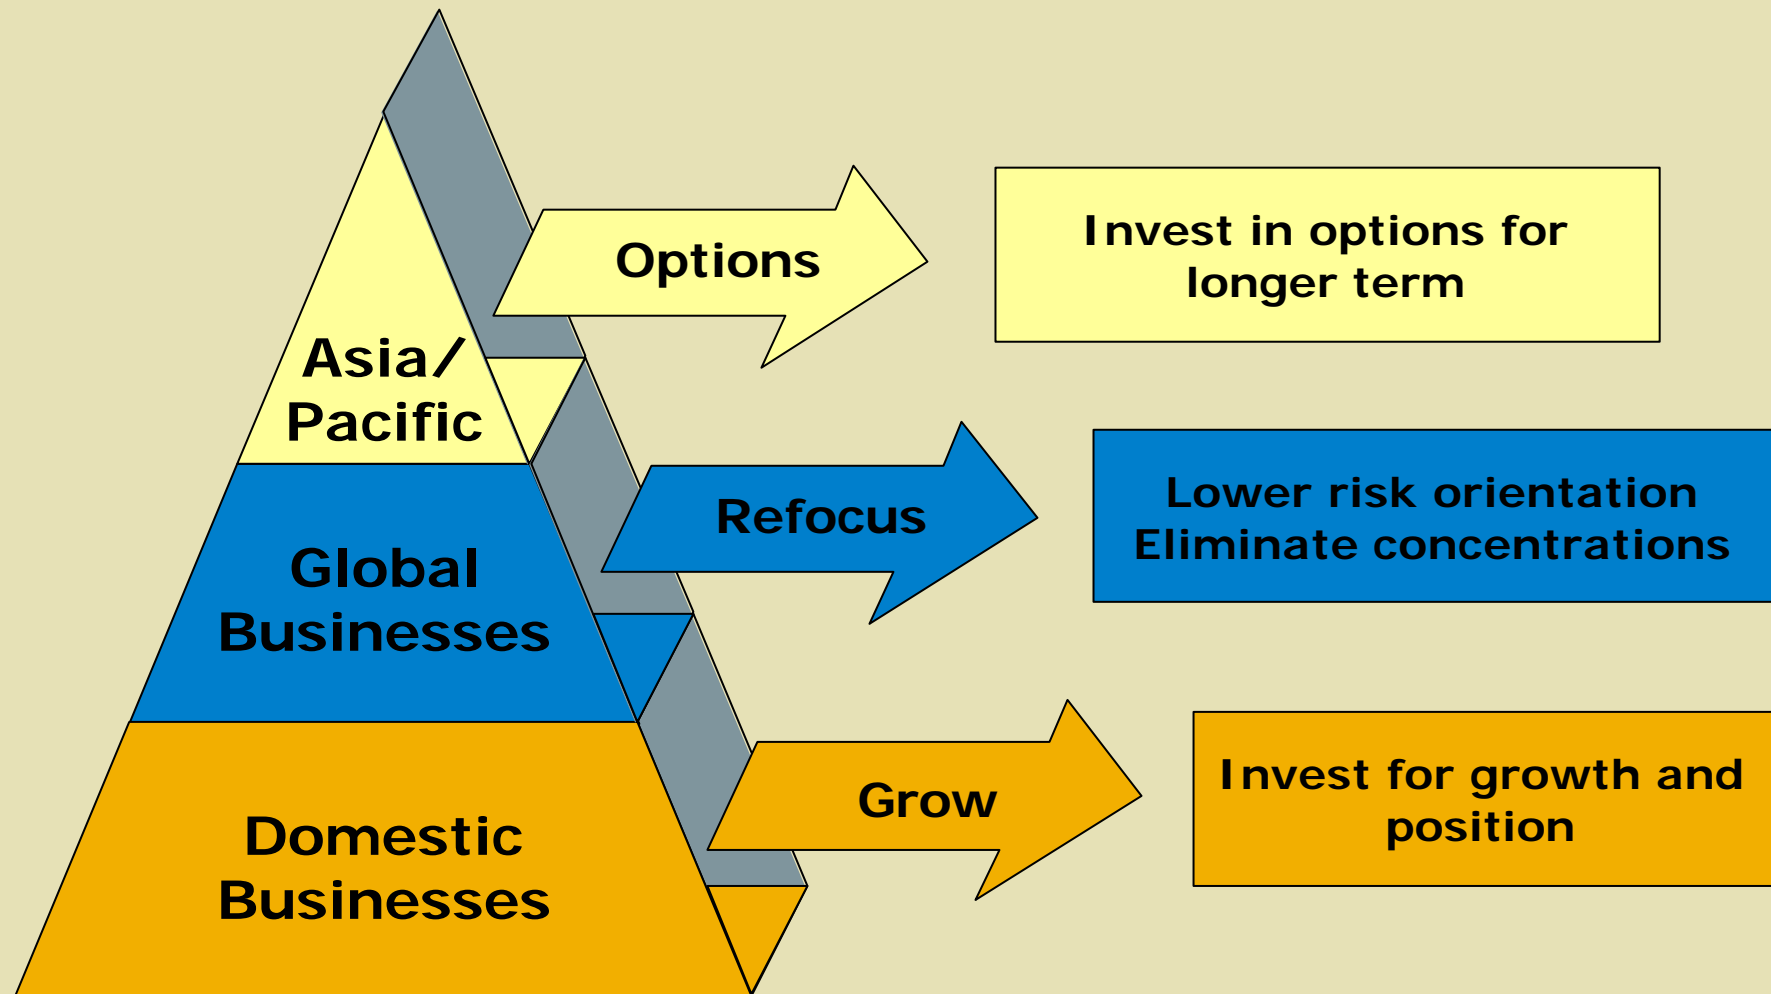 Options
Invest in options for
longer term
Asia/
Pacific
Refocus
Lower risk orientation
Eliminate concentrations
Global
Businesses
Grow
Invest for growth and
position
Domestic
Businesses